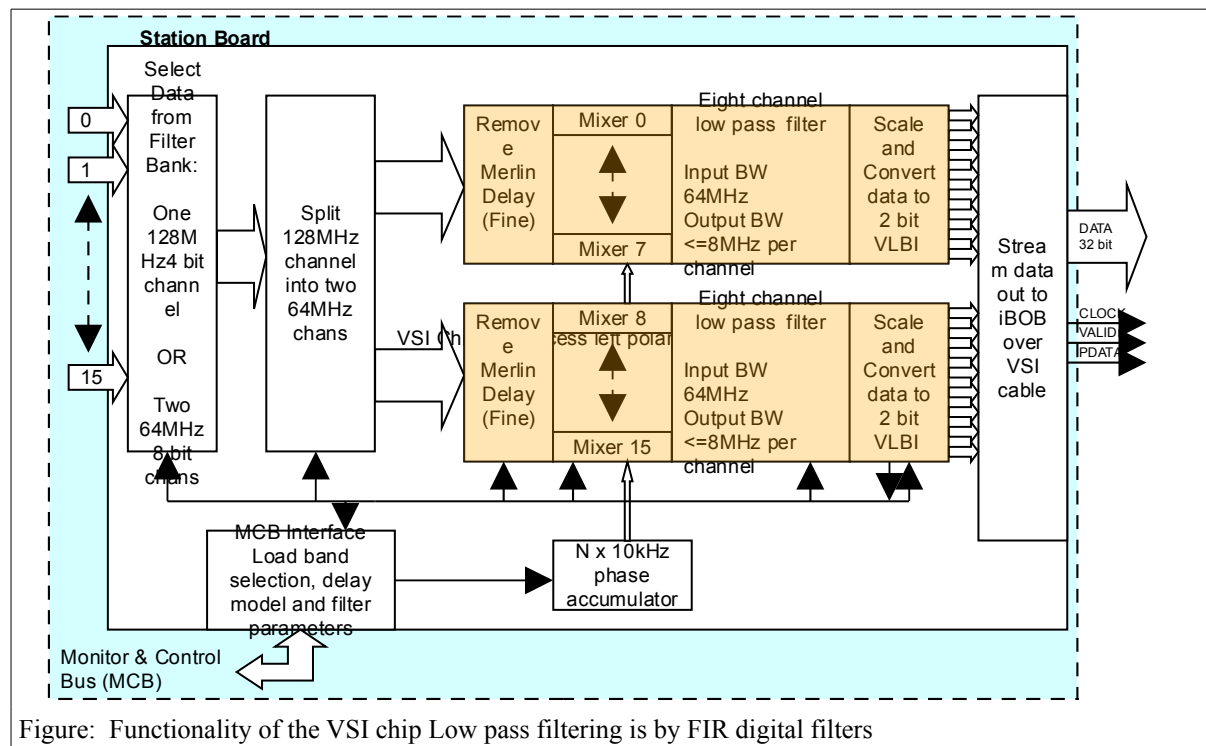 Station Board
0
1
15
Select
Data
from
Filter
Bank:
One
128M
Hz4 bit
chann
el
OR
Two
64MHz
8 bit
chans
Split
128MHz
channel
into two
64MHz
chans
Remov
e
Merlin
Delay
(Fine)
Mixer 0
Mixer 7
Eight channel
low pass filter
Input BW
64MHz
Output BW
<=8MHz per
channel
Scale
and
Convert
data to
2 bit
VLBI
VSI Ch
cess left polar
Remov
e
Merlin
Delay
(Fine)
Mixer 8
Mixer 15
Eight channel
low pass filter
Input BW
64MHz
Output BW
<=8MHz per
channel
Scale
and
Convert
data to
2 bit
VLBI
Strea
m data
out to
iBOB
over
VSI
cable
DATA
32 bit
CLOCK
VALID
PDATA
MCB Interface
Load band
selection, delay
model and filter
parameters
N x 10kHz
phase
accumulator
Monitor & Control
Bus (MCB)
Figure: Functionality of the VSI chip Low pass filtering is by FIR digital filters